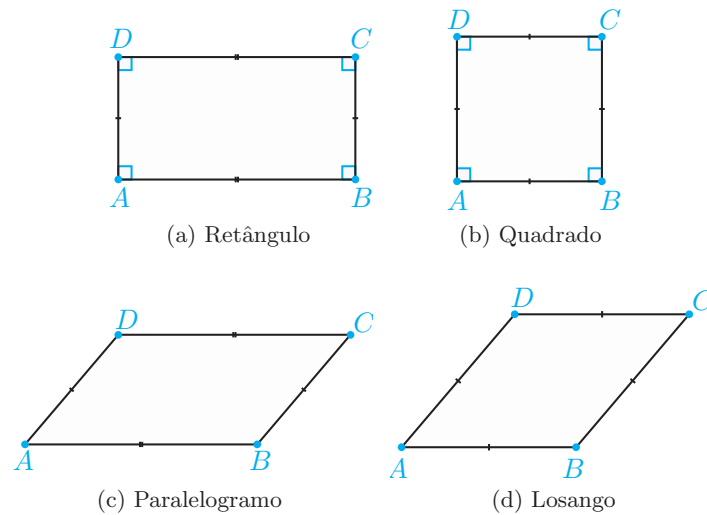 D C
D C
A B
A B
(a) Retângulo
(b) Quadrado
D C
D C
A B
A B
(c) Paralelogramo
(d) Losango